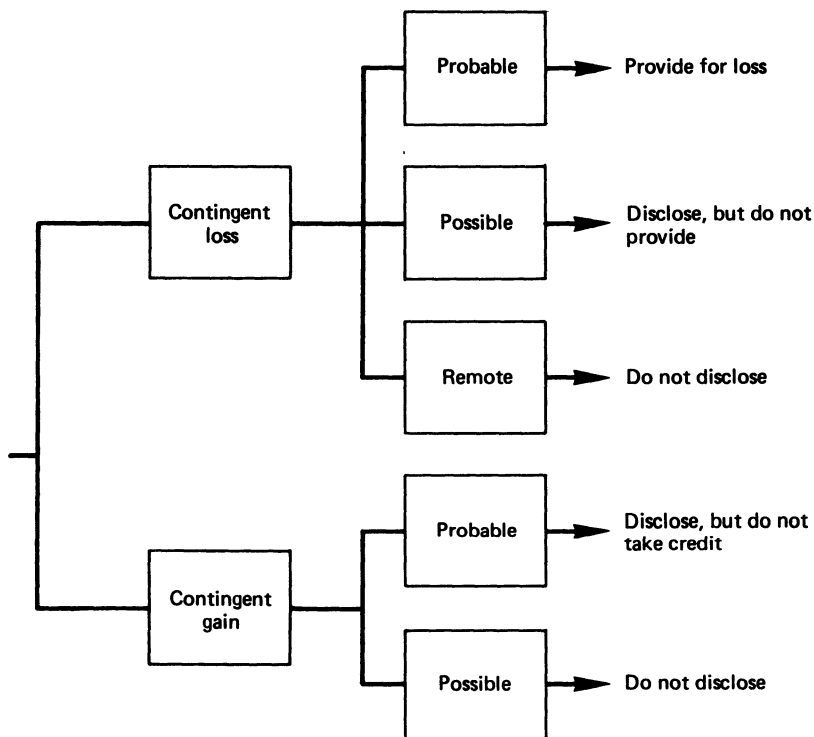 Probable
Provide for loss
Contingent
loss
Possible
Disclose, but do not
provide
Remote
Do not disclose
Probable
Disclose, but do not
take credit
Contingent
gain
Possible
Do not disclose